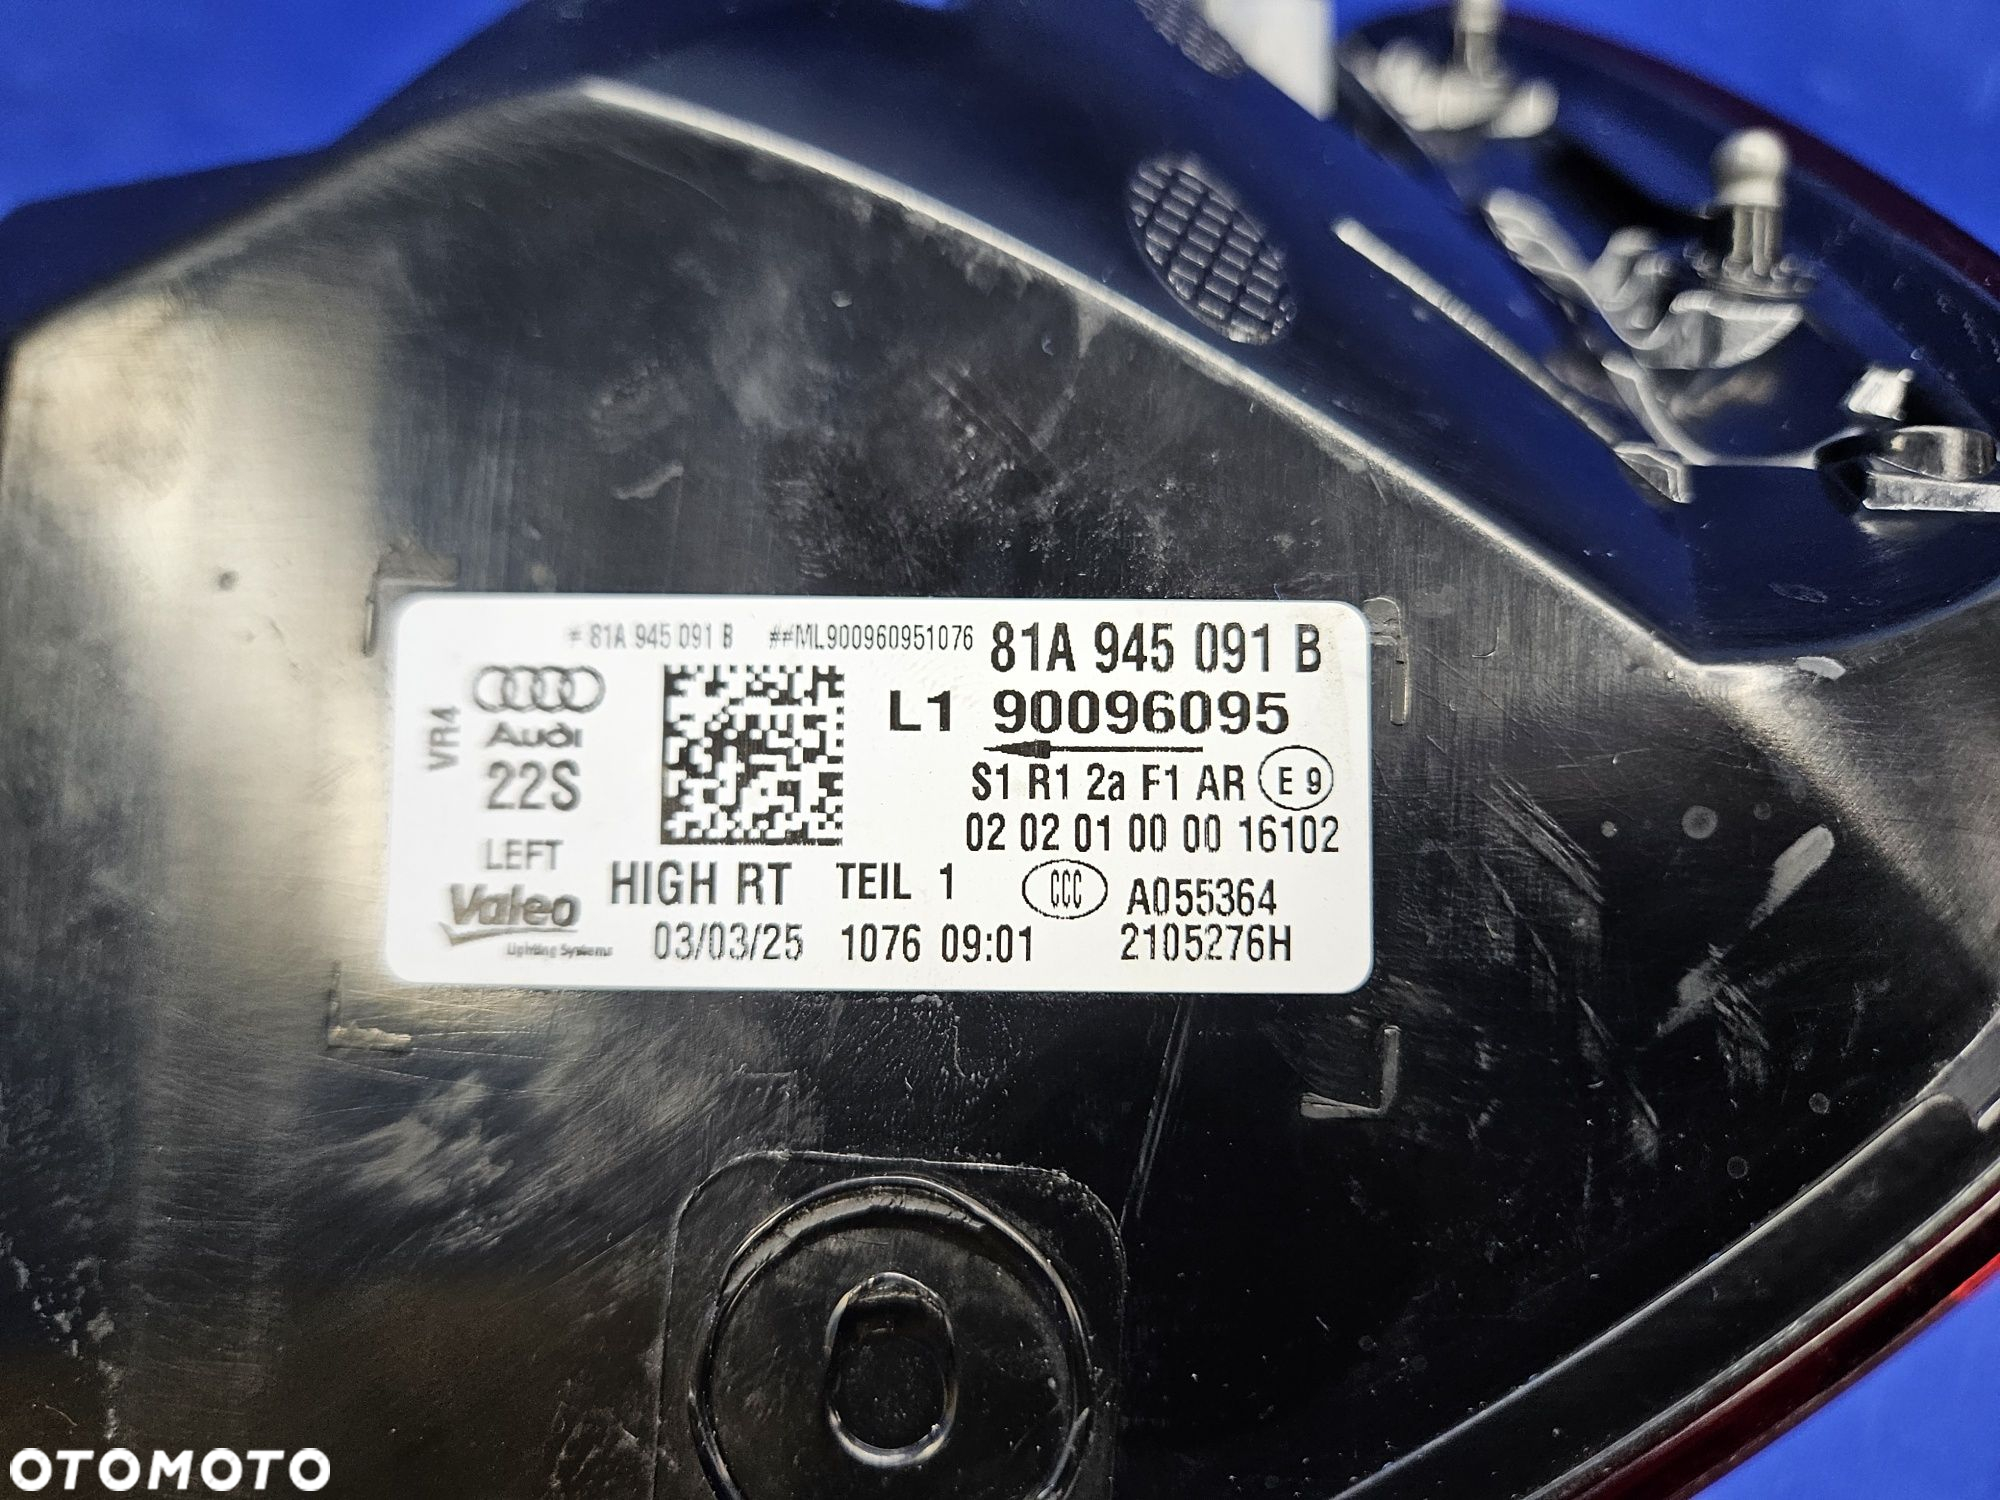 # 81A 945 091 B ##ML900960951076 81A 945 091 B
VR4
Audi
L1 90096095
22S
S1 R1 2a F1 AR E 9
02 02 01 00 00 16102
LEFT
HIGH RT TEIL 1 CCC A055364
Valeo
Lighting Systems
03/03/25 1076 09:01 2105276H
OTOMOTO